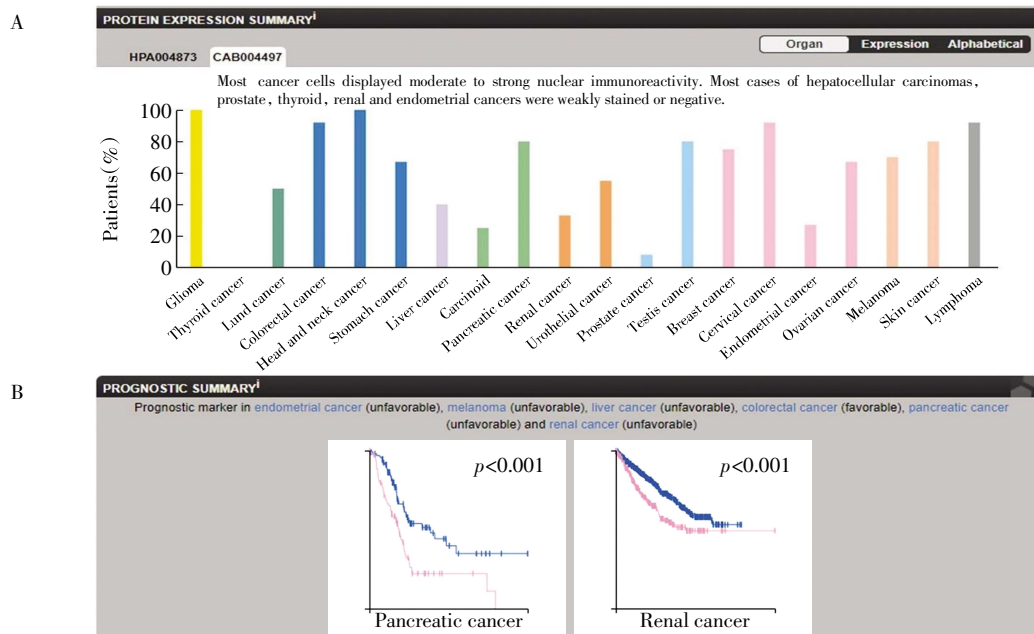 A
PROTEIN EXPRESSION SUMMARYi
Organ Expression Alphabetical
HPA004873 CAB004497
Most cancer cells displayed moderate to strong nuclear immunoreactivity. Most cases of hepatocellular carcinomas,
prostate, thyroid, renal and endometrial cancers were weakly stained or negative.
Patients(%)
100
80
60
40
20
0
Glioma
Thyroid cancer
Lund cancer
Colorectal cancer
Head and neck cancer
Stomach cancer
Liver cancer
Carcinoid
Pancreatic cancer
Renal cancer
Urothelial cancer
Prostate cancer
Testis cancer
Breast cancer
Cervical cancer
Endometrial cancer
Ovarian cancer
Melanoma
Skin cancer
Lymphoma
B
PROGNOSTIC SUMMARYi
Prognostic marker in endometrial cancer (unfavorable), melanoma (unfavorable), liver cancer (unfavorable), colorectal cancer (favorable), pancreatic cancer
(unfavorable) and renal cancer (unfavorable)
p<0.001
Pancreatic cancer
p<0.001
Renal cancer